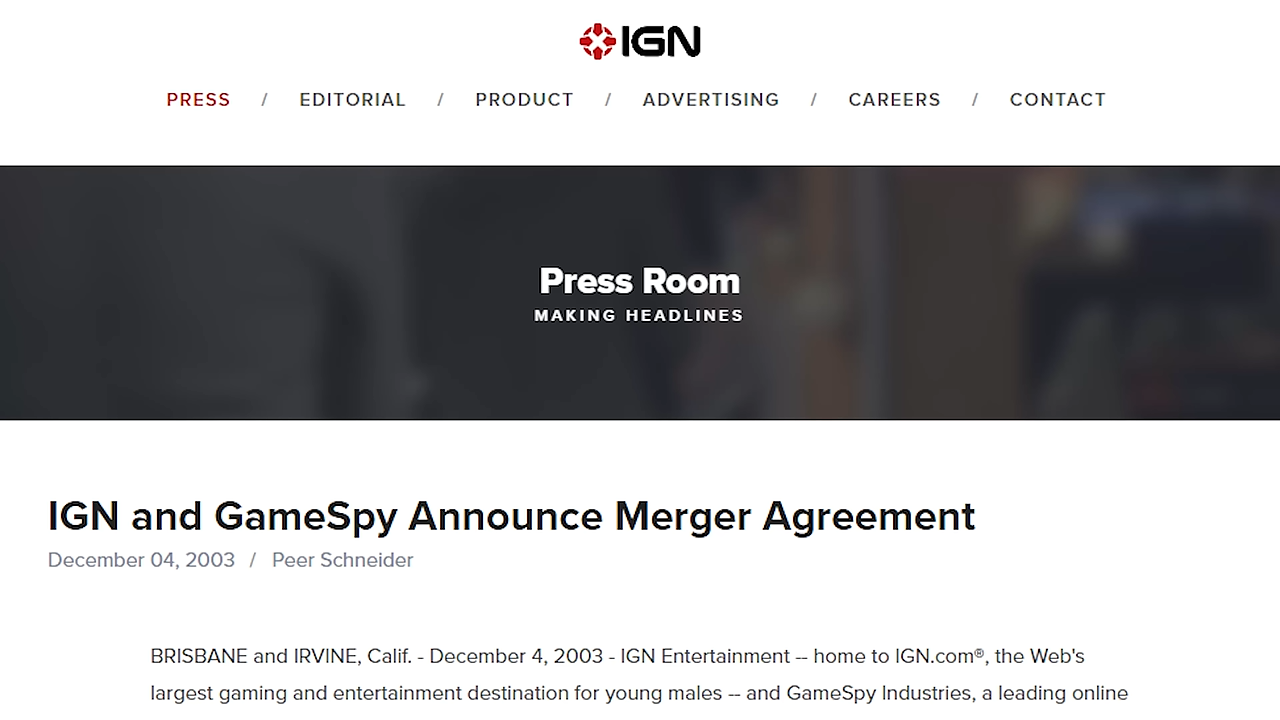 IGN
PRESS / EDITORIAL / PRODUCT / ADVERTISING / CAREERS / CONTACT
Press Room
MAKING HEADLINES
IGN and GameSpy Announce Merger Agreement
December 04, 2003 / Peer Schneider
BRISBANE and IRVINE, Calif. - December 4, 2003 - IGN Entertainment -- home to IGN.com®, the Web's
largest gaming and entertainment destination for young males -- and GameSpy Industries, a leading online